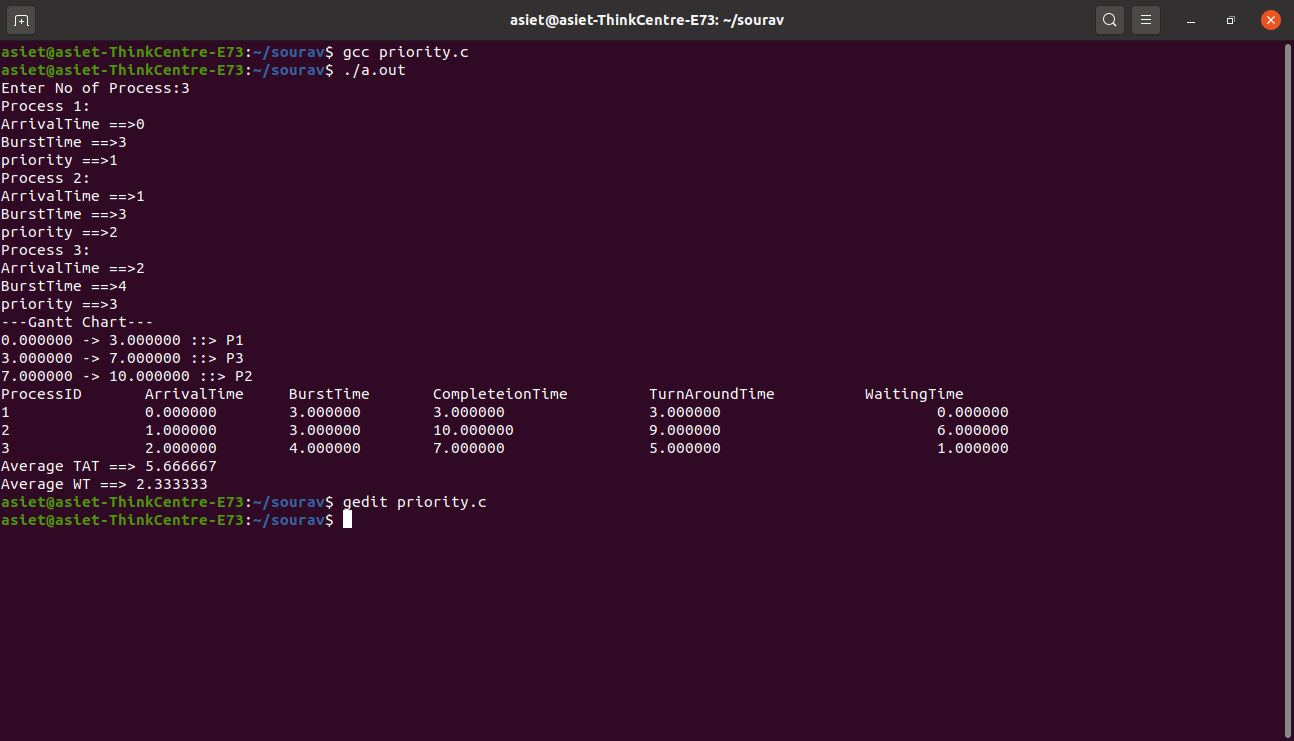 asiet@asiet-ThinkCentre-E73: ~/sourav
asiet@asiet-ThinkCentre-E73:~/sourav$ gcc priority.c
asiet@asiet-ThinkCentre-E73:~/sourav$ ./a.out
Enter No of Process:3
Process 1:
ArrivalTime ==>0
BurstTime ==>3
priority ==>1
Process 2:
ArrivalTime ==>1
BurstTime ==>3
priority ==>2
Process 3:
ArrivalTime ==>2
BurstTime ==>4
priority ==>3
---Gantt Chart---
0.000000 -> 3.000000 ::> P1
3.000000 -> 7.000000 ::> P3
7.000000 -> 10.000000 ::> P2
ProcessID ArrivalTime BurstTime CompleteionTime TurnAroundTime WaitingTime
1 0.000000 3.000000 3.000000 3.000000 0.000000
2 1.000000 3.000000 10.000000 9.000000 6.000000
3 2.000000 4.000000 7.000000 5.000000 1.000000
Average TAT ==> 5.666667
Average WT ==> 2.333333
asiet@asiet-ThinkCentre-E73:~/sourav$ gedit priority.c
asiet@asiet-ThinkCentre-E73:~/sourav$